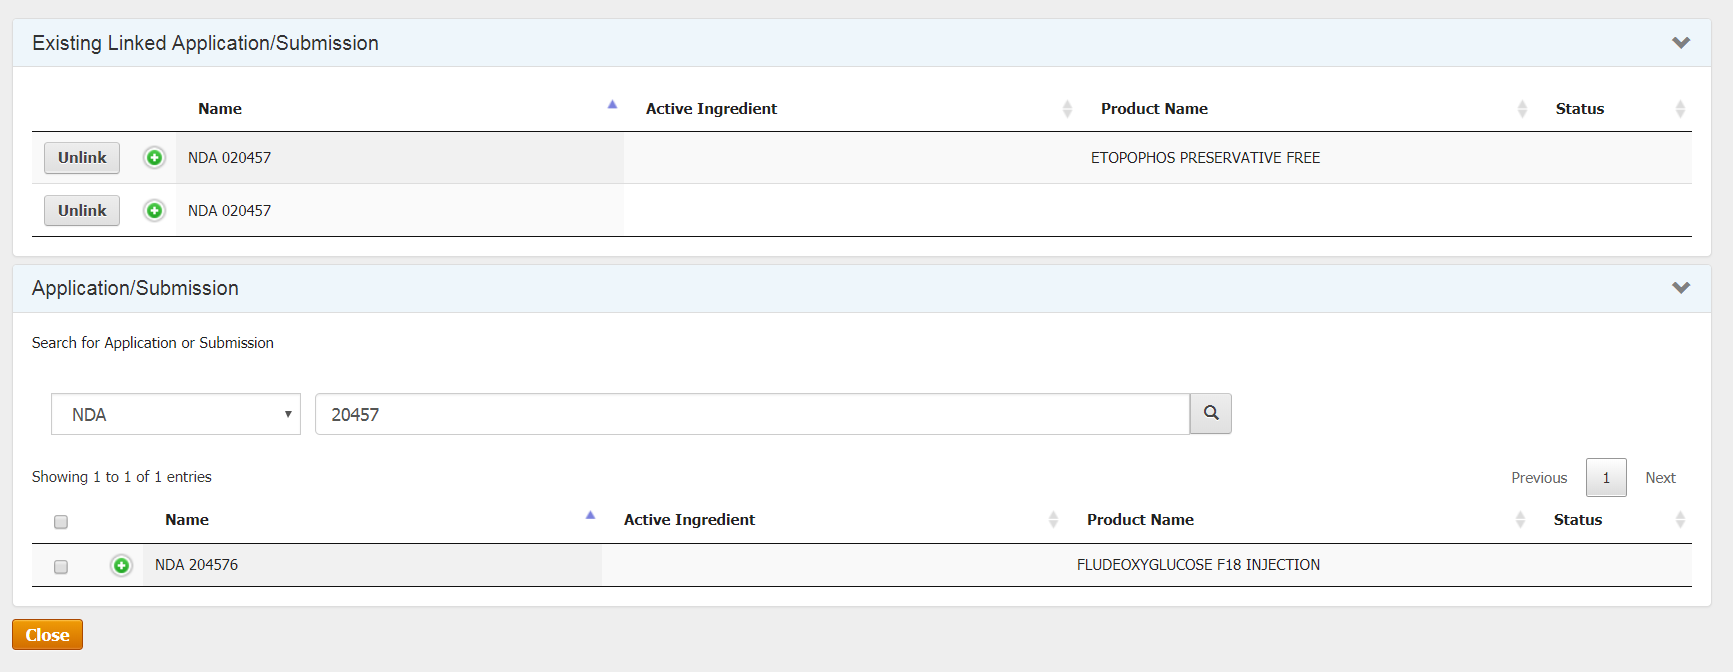 Existing Linked Application/Submission
Name Active Ingredient Product Name Status
Unlink NDA 020457 ETOPOPHOS PRESERVATIVE FREE
Unlink NDA 020457
Application/Submission
Search for Application or Submission
NDA 20457
Showing 1 to 1 of 1 entries Previous 1 Next
Name Active Ingredient Product Name Status
NDA 204576 FLUDEOXYGLUCOSE F18 INJECTION
Close